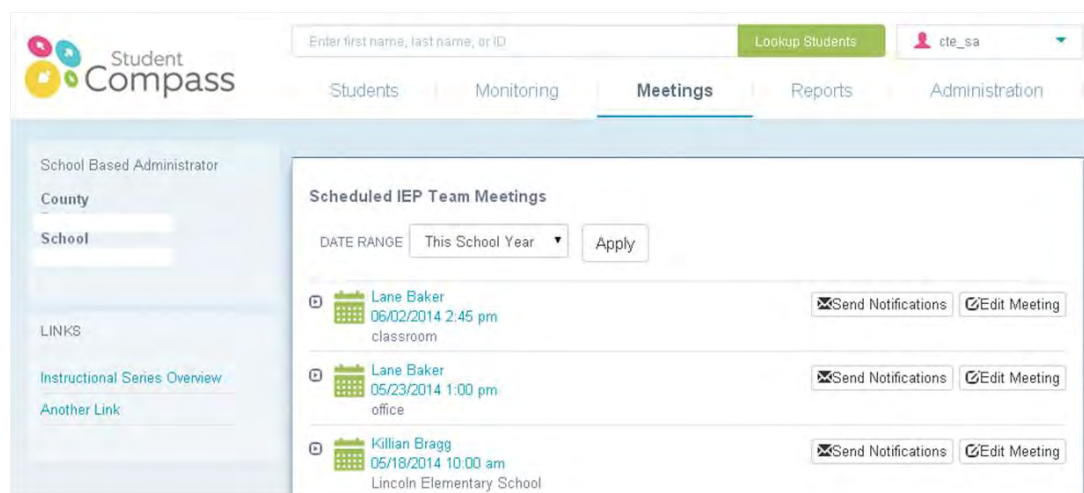 Student
Compass
Enter first name, last name, or ID
Lookup Students
cte_sa
Students
Monitoring
Meetings
Reports
Administration
School Based Administrator
County
School
LINKS
Instructional Series Overview
Another Link
Scheduled IEP Team Meetings
DATE RANGE This School Year Apply
Lane Baker
06/02/2014 2:45 pm
classroom
Send Notifications Edit Meeting
Lane Baker
05/23/2014 1:00 pm
office
Send Notifications Edit Meeting
Killian Bragg
05/18/2014 10:00 am
Lincoln Elementary School
Send Notifications Edit Meeting